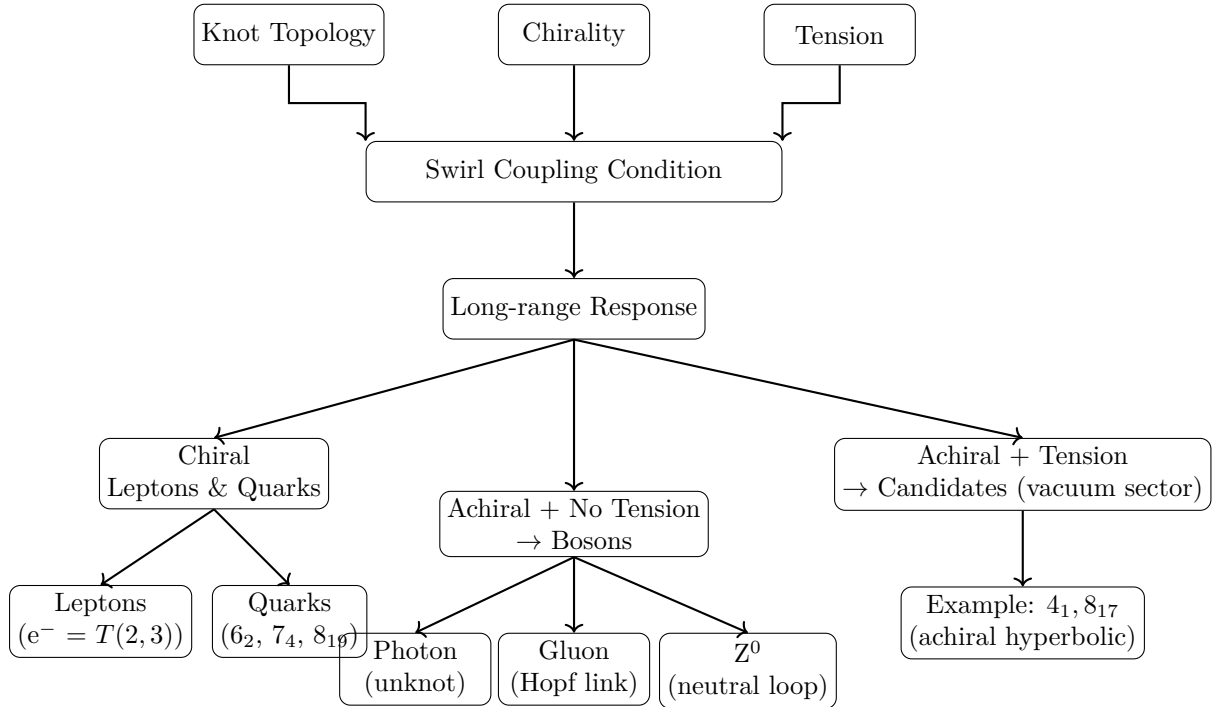 Knot Topology
Chirality
Tension
Swirl Coupling Condition
Long-range Response
Chiral
Leptons & Quarks
Achiral + No Tension
→ Bosons
Achiral + Tension
→ Candidates (vacuum sector)
Leptons
(e⁻ = T(2, 3))
Quarks
(6₂, 7₄, 8₁₉)
Photon
(unknot)
Gluon
(Hopf link)
Z⁰
(neutral loop)
Example: 4₁, 8₁₇
(achiral hyperbolic)